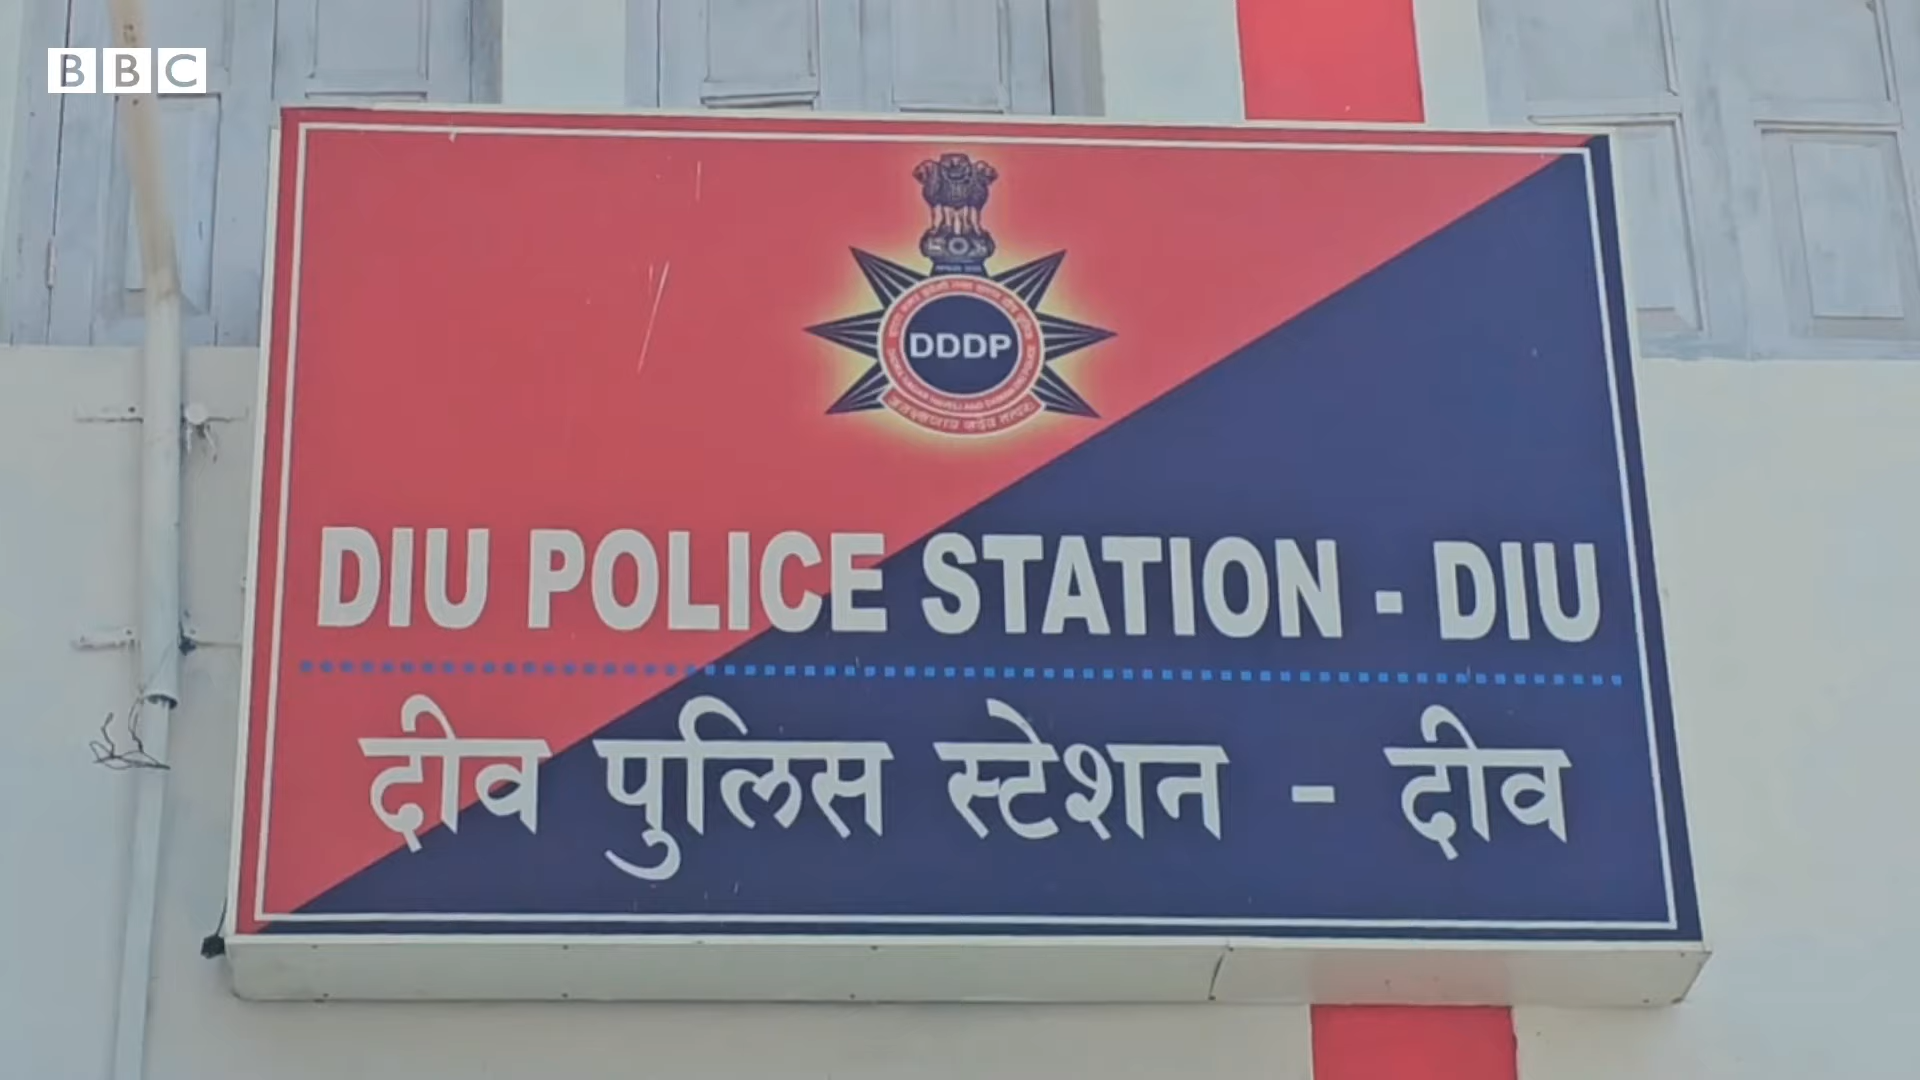 BBC
DDDP
DIU POLICE STATION - DIU
दीव पुलिस स्टेशन - दीव